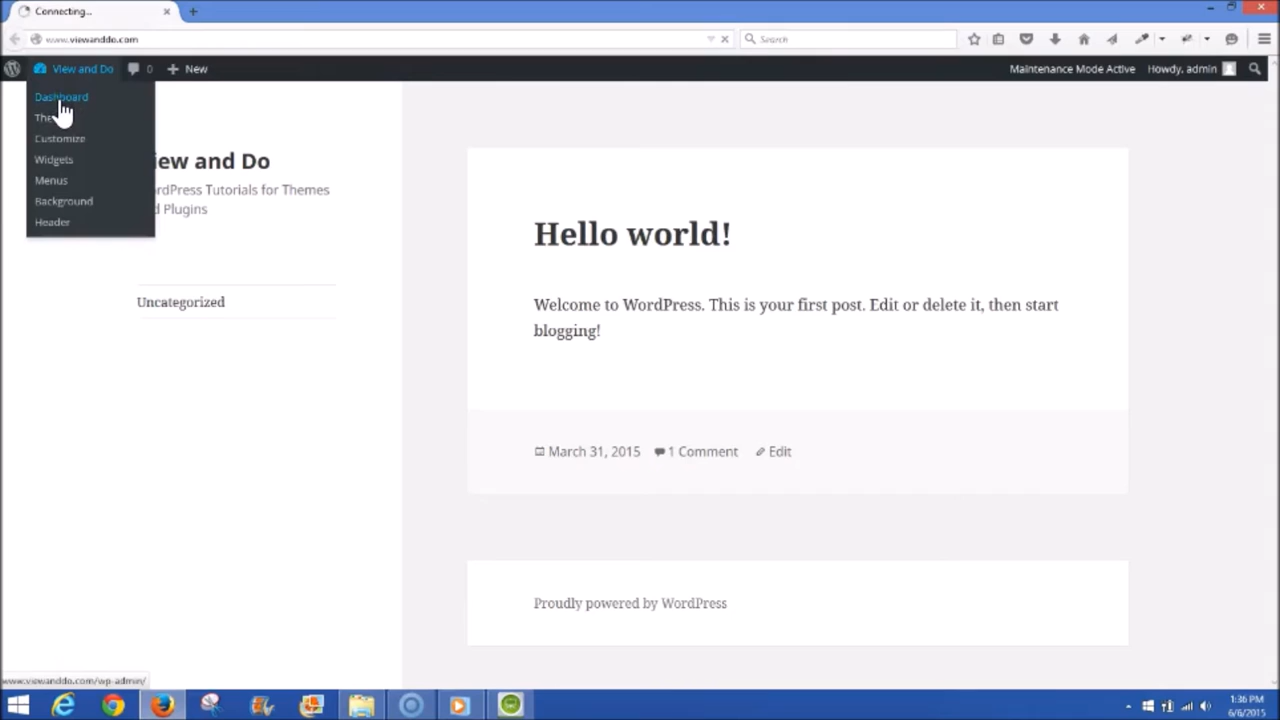 Connecting...
www.viewanddo.com
Search
View and Do 0 New
Maintenance Mode Active Howdy, admin
Dashboard
Customize
Widgets
Menus
Background
Header
iew and Do
rdPress Tutorials for Themes
d Plugins
Uncategorized
Hello world!
Welcome to WordPress. This is your first post. Edit or delete it, then start
blogging!
March 31, 2015 1 Comment Edit
Proudly powered by WordPress
www.viewanddo.com/wp-admin/
1:36 PM
6/6/2015